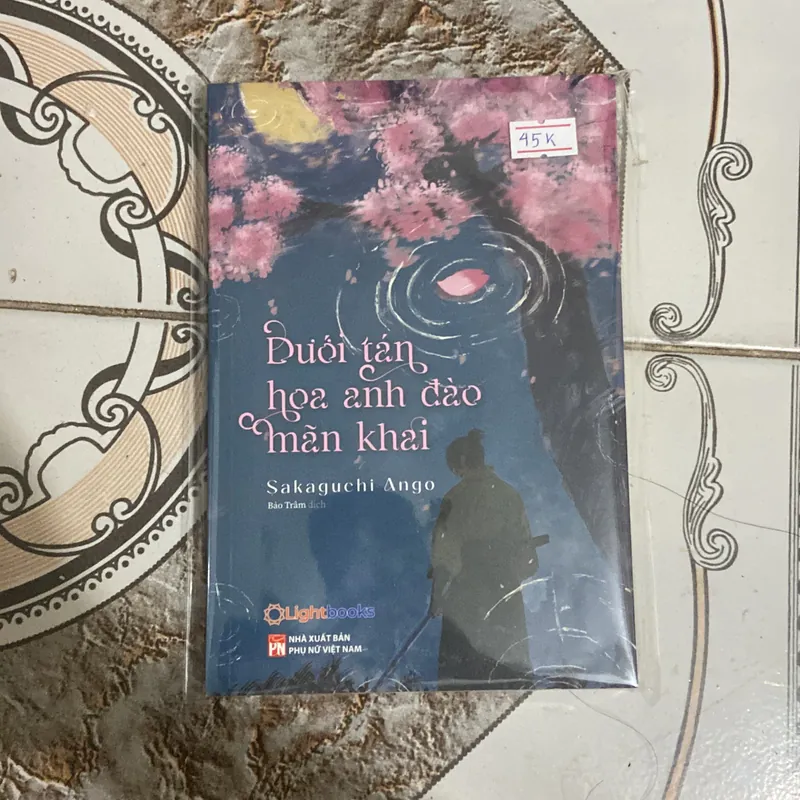 45K
Dưới tán
hoa anh đào
mãn khai
Sakaguchi Ango
Bảo Trâm dịch
Lightbooks
PN
NHÀ XUẤT BẢN
PHỤ NỮ VIỆT NAM